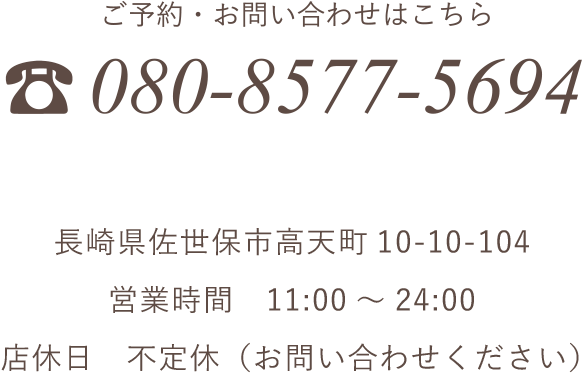 ご予約・お問い合わせはこちら
☎ 080-8577-5694
長崎県佐世保市高天町 10-10-104
営業時間　11:00 〜 24:00
店休日　不定休（お問い合わせください）